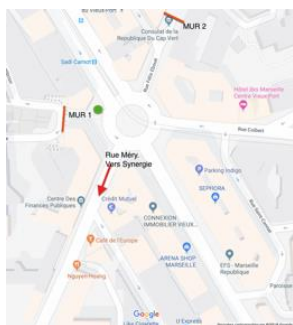 MUR 2
Consulat de la
République Du Cap Vert
Sadi Carnot
Hôtel des Marseille
Centre Vieux Port
MUR 1
Rue Colbert
Rue Méry.
Vers Synergie
Parking Indigo
SEPHORA
Centre Des
Finances Publiques
Crédit Mutuel
CONNEXION
IMMOBILIER VIEUX...
Café de l'Europe
ARENA SHOP
MARSEILLE
EFS - Marseille
République
Nguyen-Hoang
Google
U Express